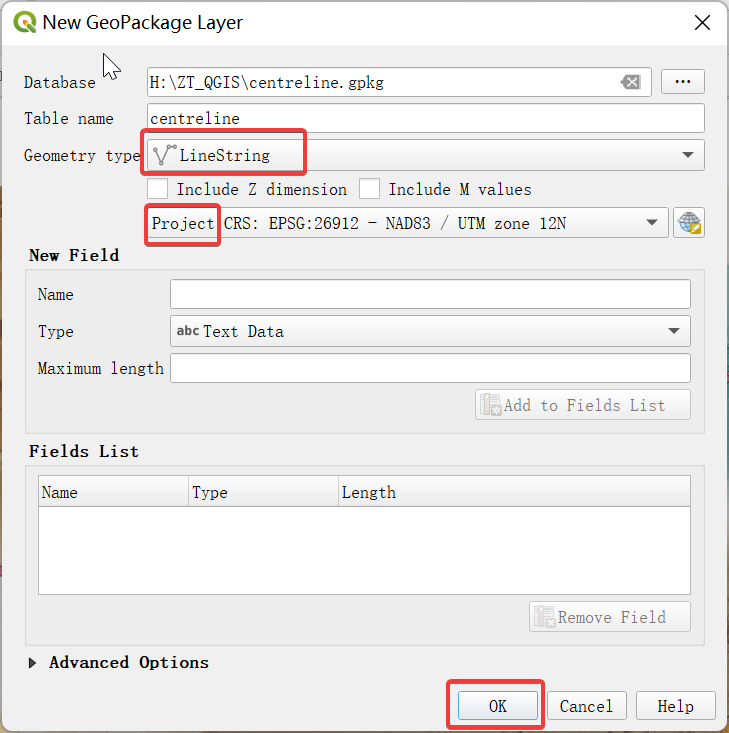 New GeoPackage Layer
Database H:\ZT_QGIS\centreline.gpkg ...
Table name centreline
Geometry type LineString
Include Z dimension Include M values
Project CRS: EPSG:26912 - NAD83 / UTM zone 12N
New Field
Name
Type abc Text Data
Maximum length
Add to Fields List
Fields List
Name Type Length
Remove Field
Advanced Options
OK Cancel Help